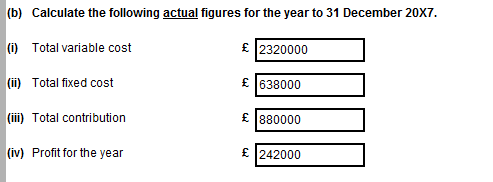 (b) Calculate the following actual figures for the year to 31 December 20X7.
(i) Total variable cost £ 2320000
(ii) Total fixed cost £ 638000
(iii) Total contribution £ 880000
(iv) Profit for the year £ 242000